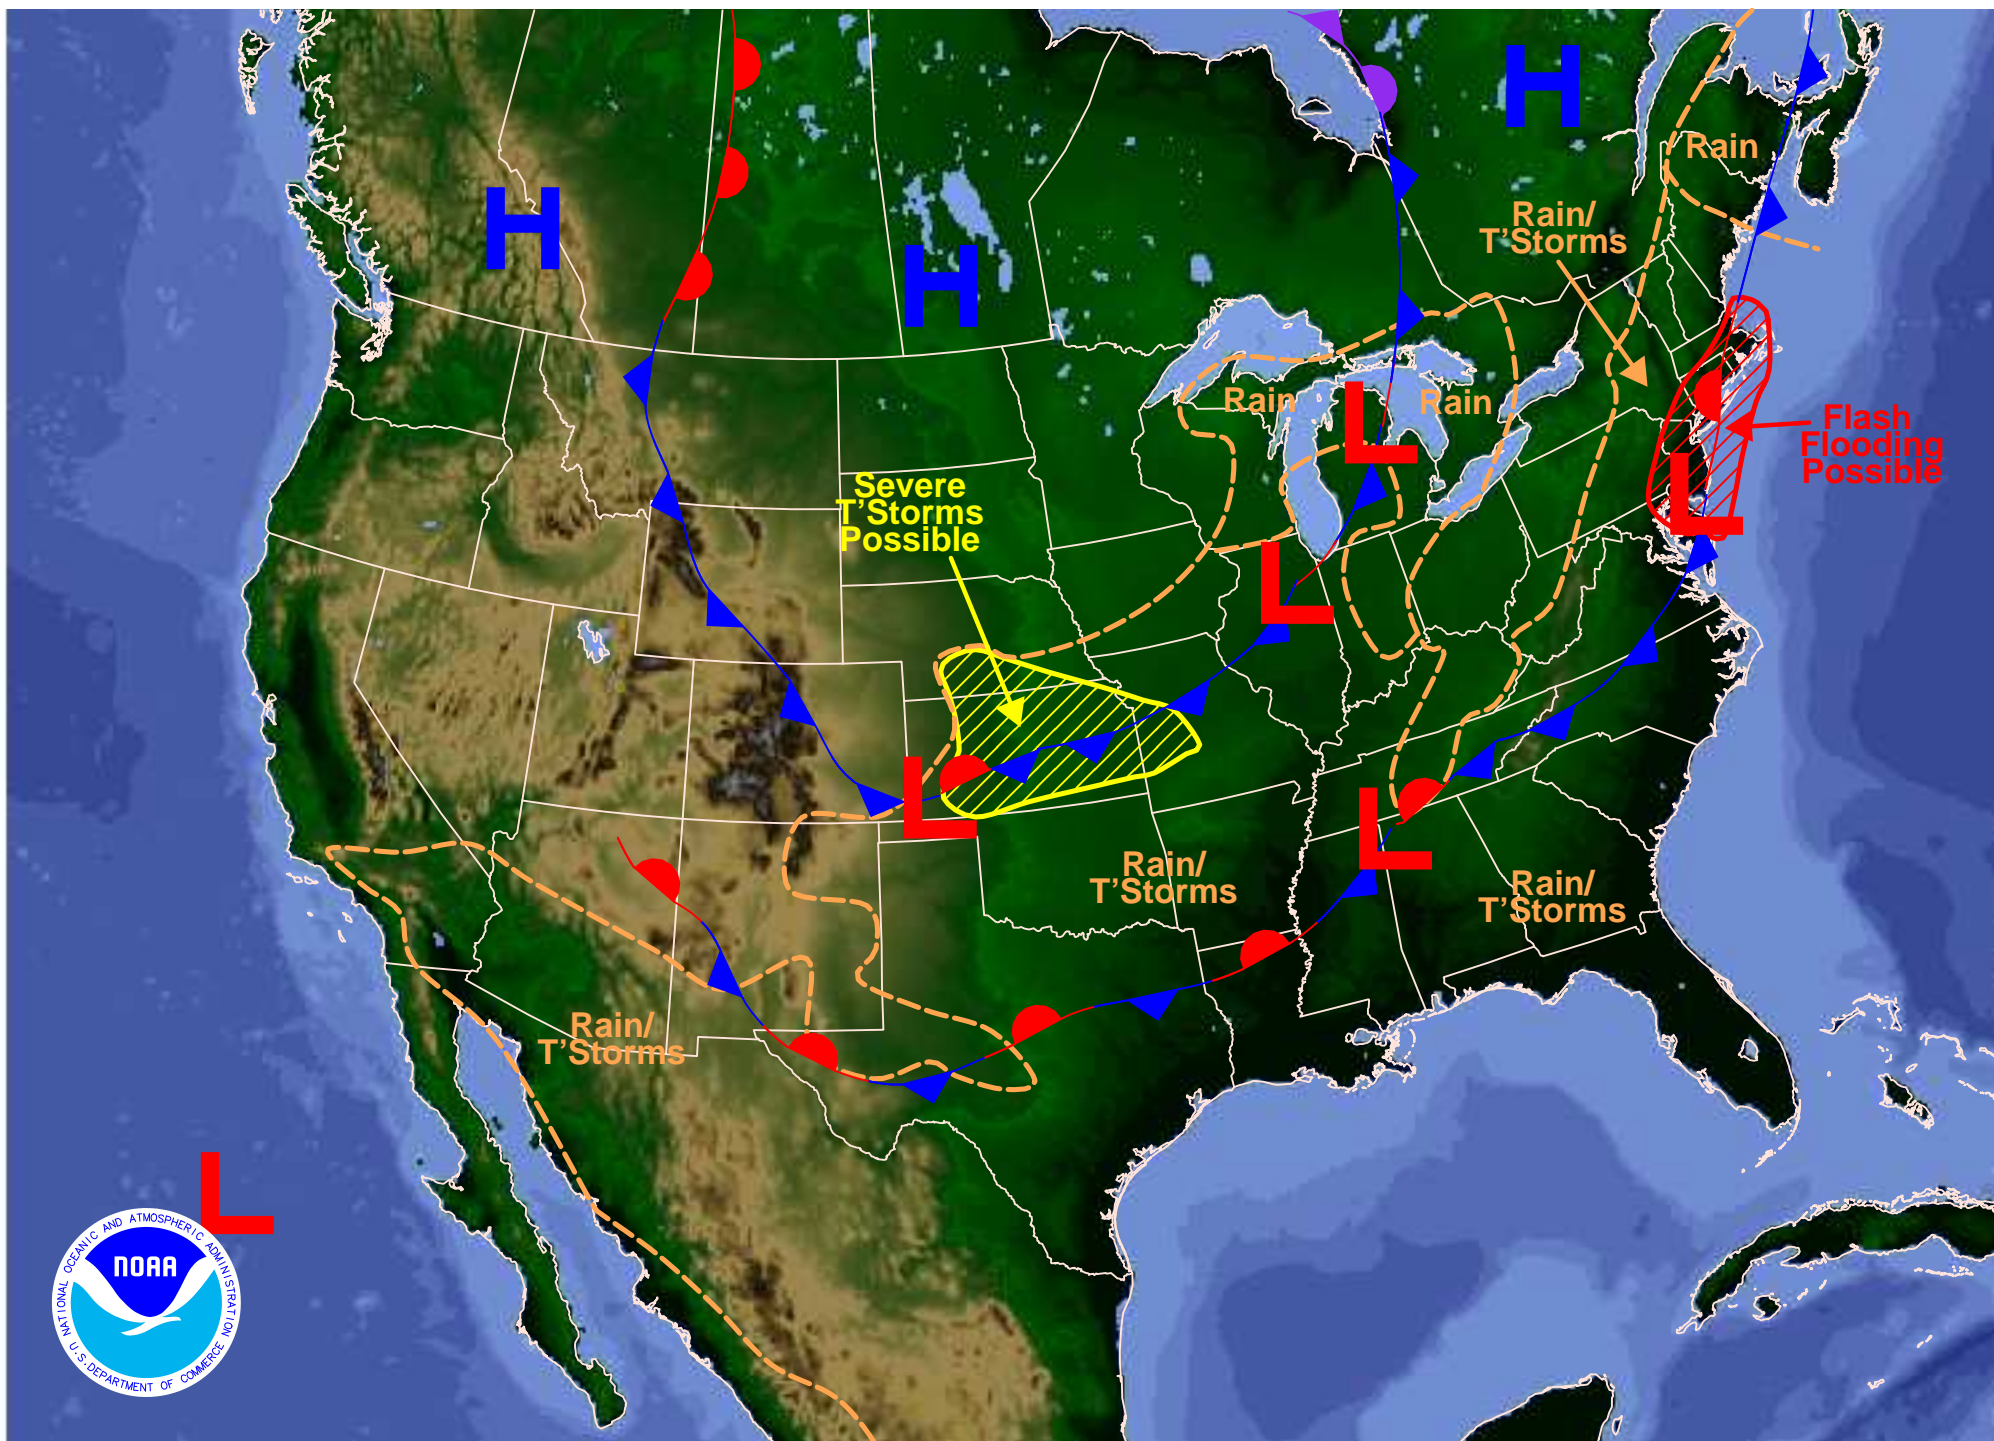 H
Rain
H
Rain/
T'Storms
H
Rain
Rain
L
Flash
Flooding
Possible
Severe
T'Storms
Possible
L
L
L
L
Rain/
T'Storms
Rain/
T'Storms
Rain/
T'Storms
L
NATIONAL OCEANIC AND ATMOSPHERIC ADMINISTRATION
NOAA
U.S. DEPARTMENT OF COMMERCE